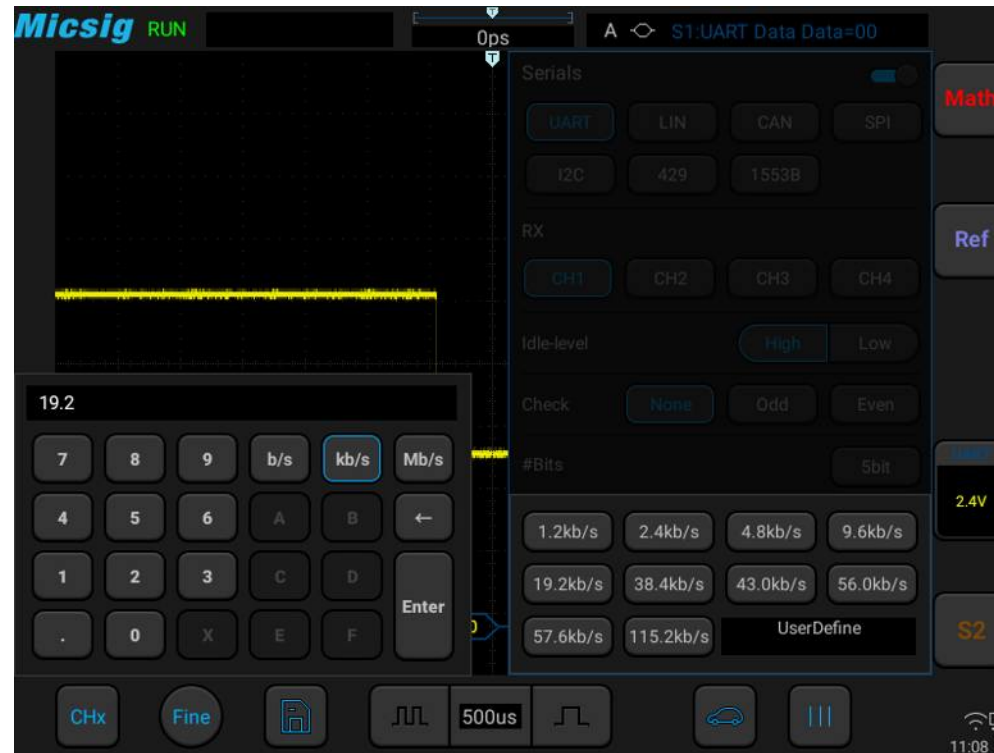 Micsig RUN
T
0ps
A S1:UART Data Data=00
T
Serials
Math
UART LIN CAN SPI
I2C 429 1553B
RX
Ref
CH1 CH2 CH3 CH4
Idle-level High Low
Check None Odd Even
#Bits 5bit
19.2
7 8 9 b/s kb/s Mb/s
4 5 6 A B ←
1 2 3 C D
Enter
. 0 X E F
UART
2.4V
1.2kb/s 2.4kb/s 4.8kb/s 9.6kb/s
19.2kb/s 38.4kb/s 43.0kb/s 56.0kb/s
57.6kb/s 115.2kb/s UserDefine
S2
CHx Fine 500us
11:08